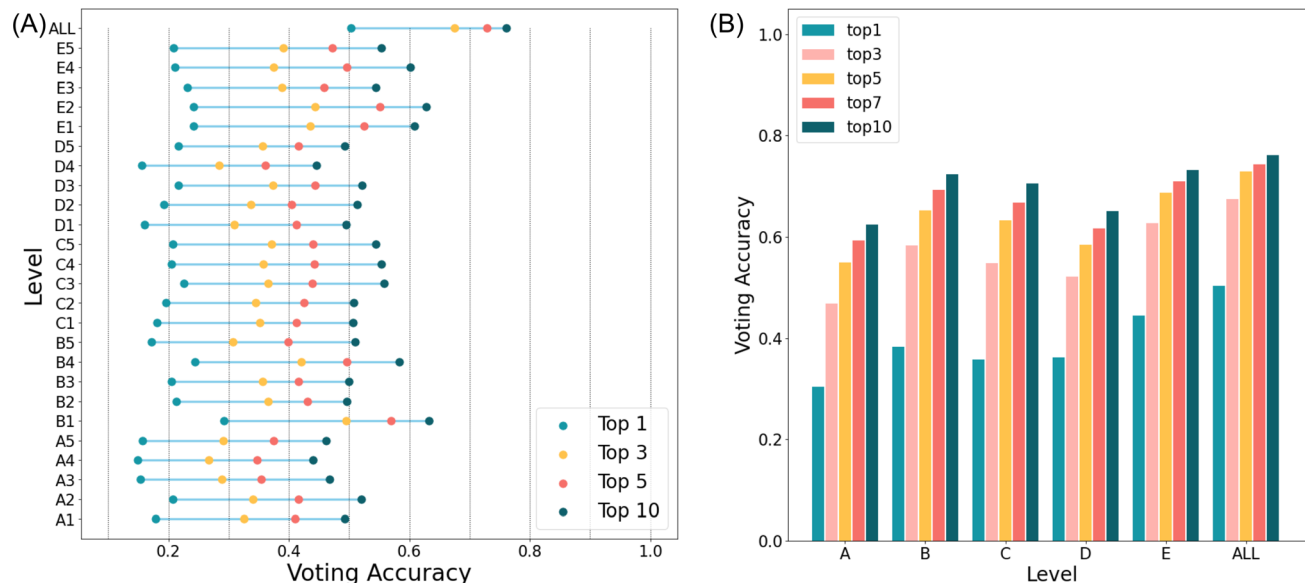 (A)
ALL
E5
E4
E3
E2
E1
D5
D4
D3
D2
D1
C5
C4
C3
C2
C1
B5
B4
B3
B2
B1
A5
A4
A3
A2
A1
Level
Top 1
Top 3
Top 5
Top 10
0.2 0.4 0.6 0.8 1.0
Voting Accuracy
(B)
top1
top3
top5
top7
top10
1.0
0.8
0.6
0.4
0.2
0.0
Voting Accuracy
A B C D E ALL
Level